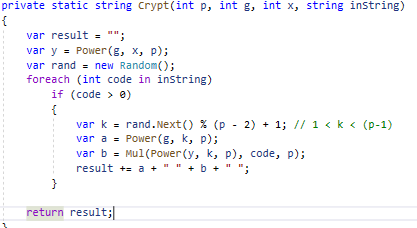 private static string Crypt(int p, int g, int x, string inString)
{
var result = "";
var y = Power(g, x, p);
var rand = new Random();
foreach (int code in inString)
if (code > 0)
{
var k = rand.Next() % (p - 2) + 1; // 1 < k < (p-1)
var a = Power(g, k, p);
var b = Mul(Power(y, k, p), code, p);
result += a + " " + b + " ";
}
return result;
}